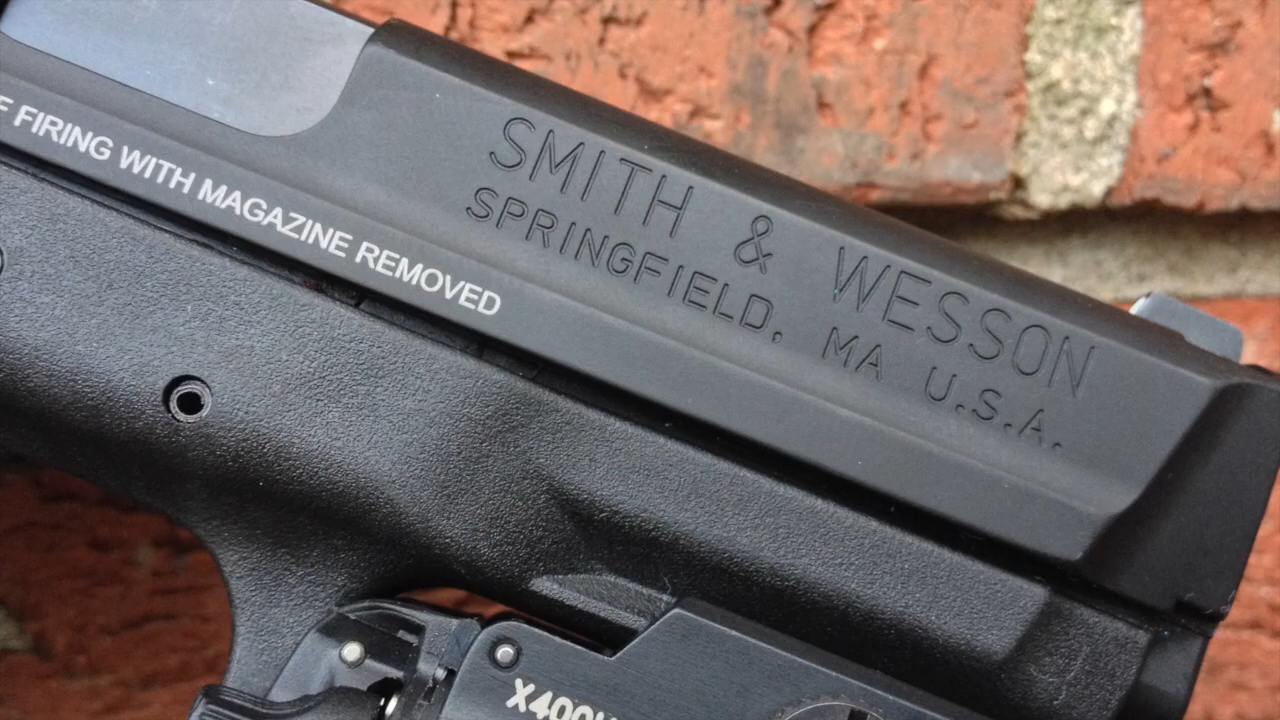 SMITH & WESSON
SPRINGFIELD, MA U.S.A.
FIRING WITH MAGAZINE REMOVED